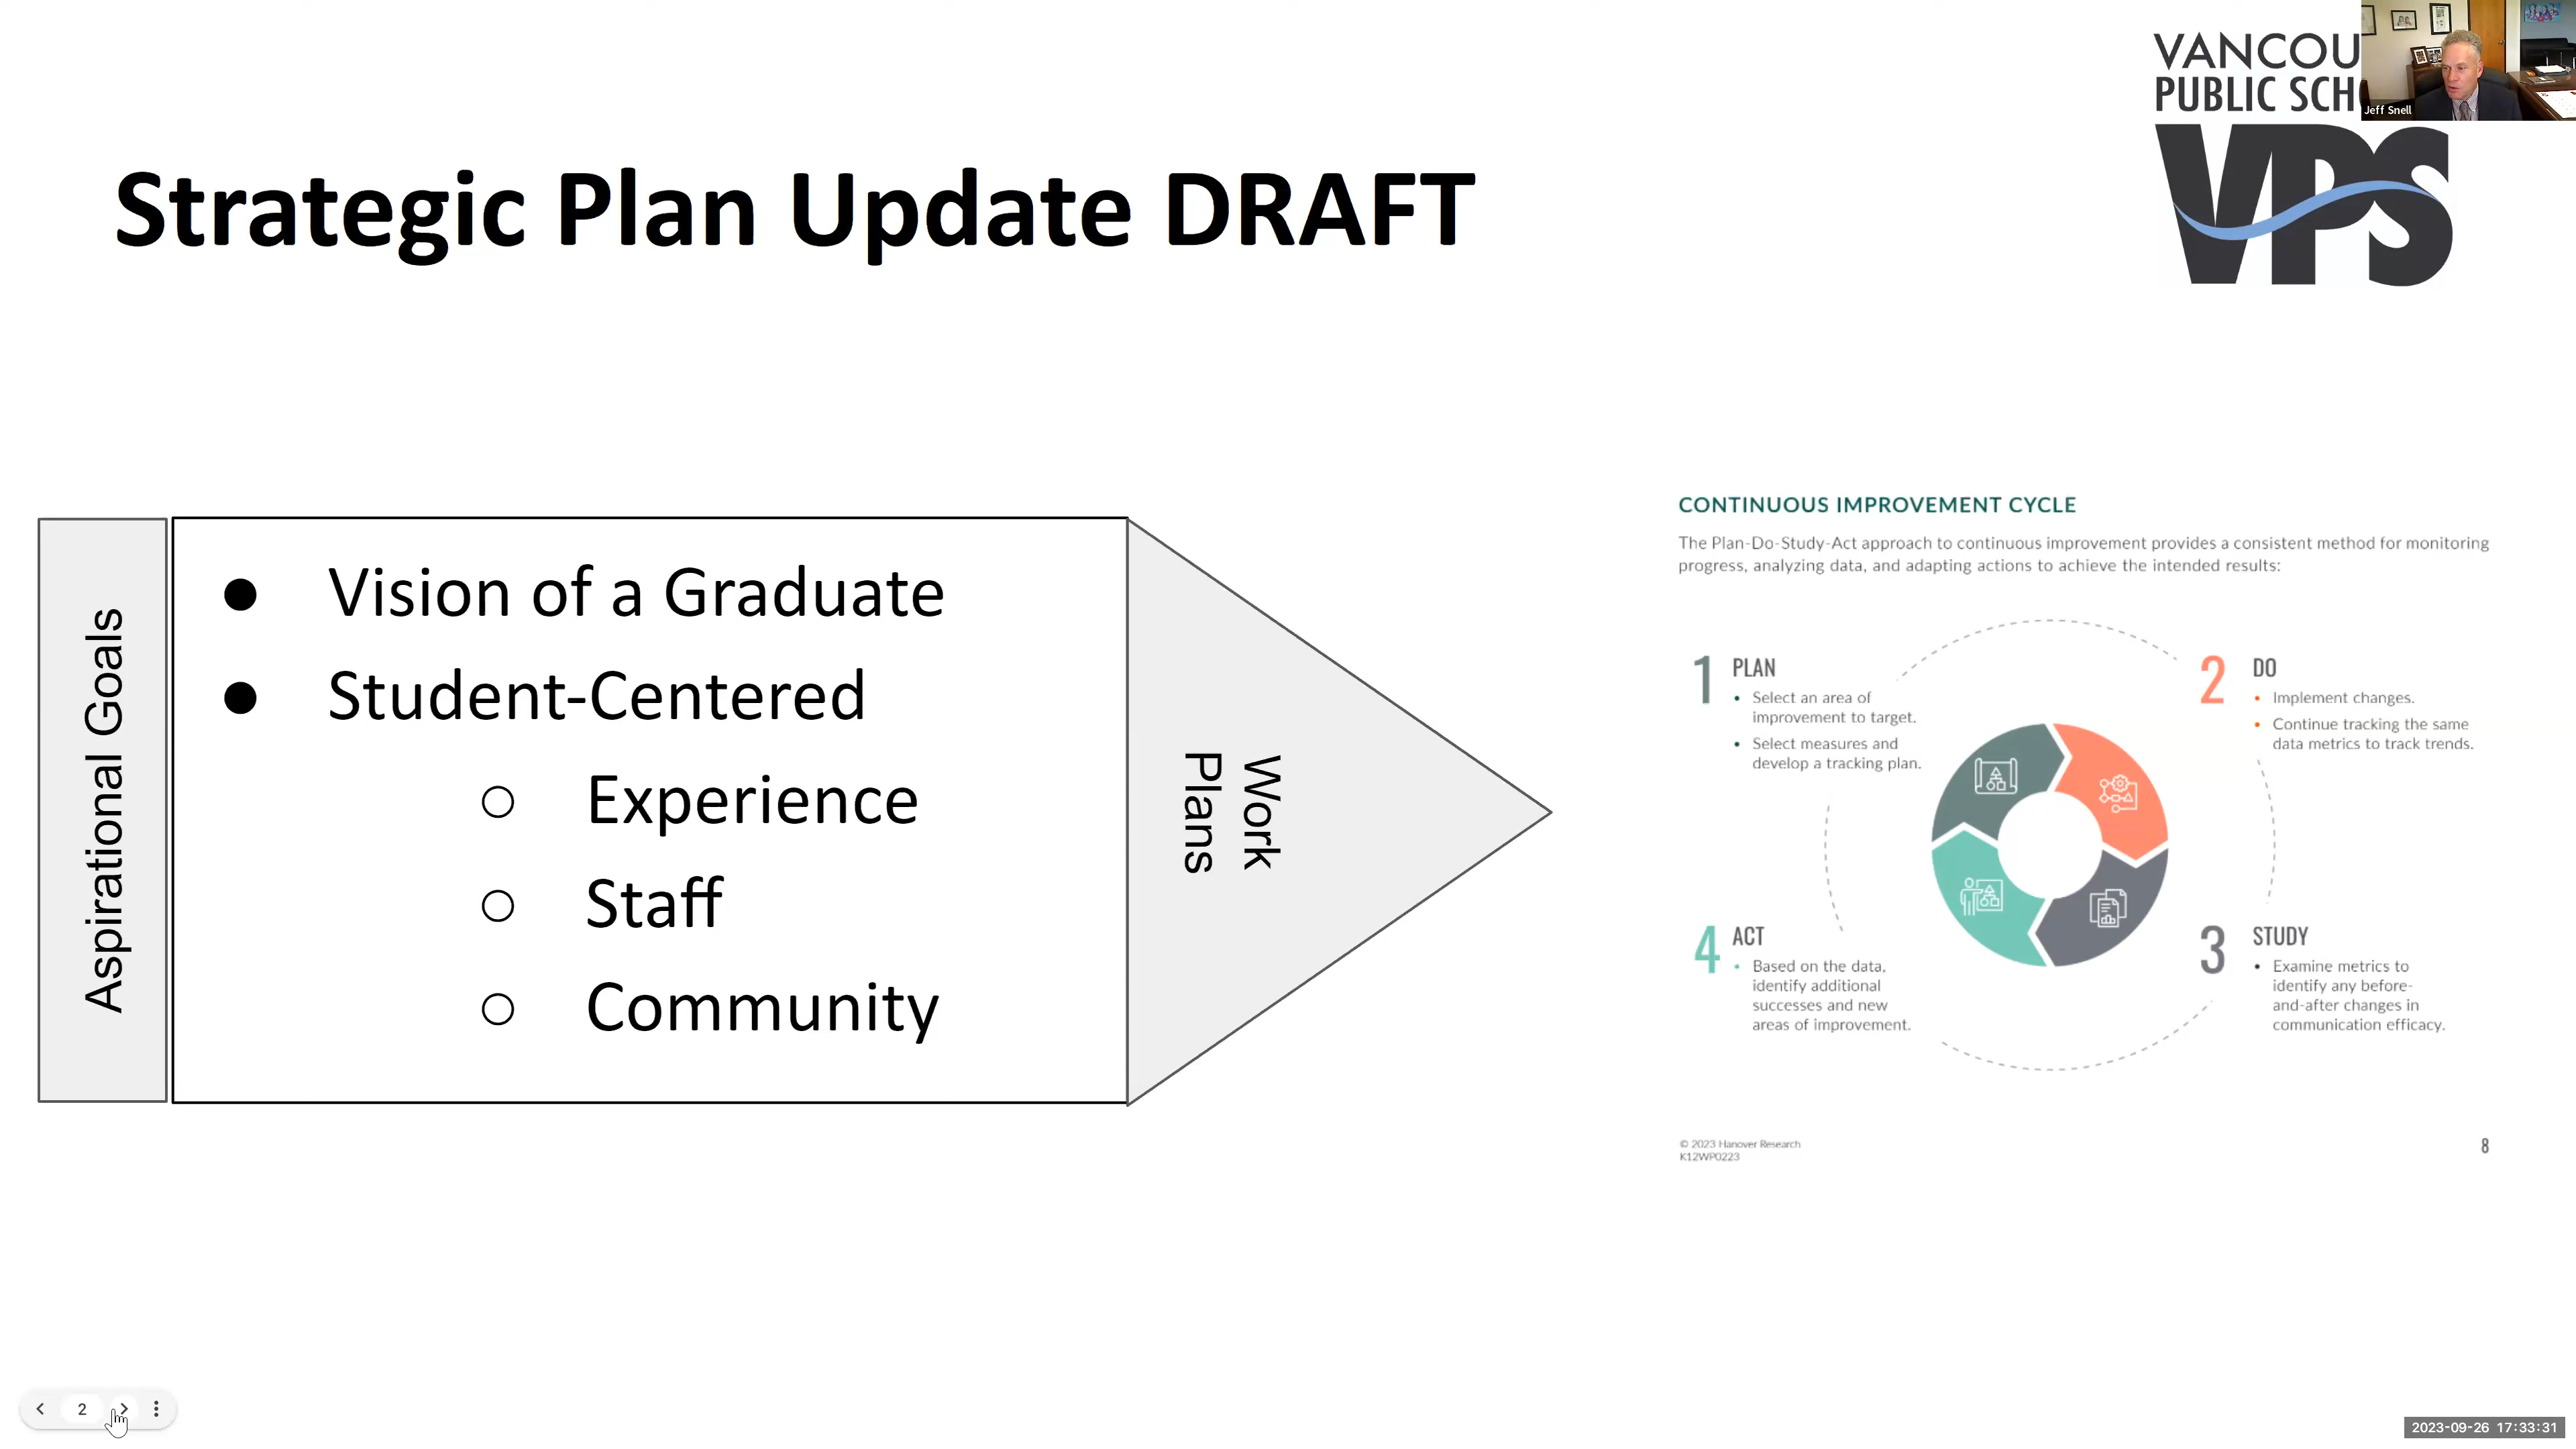 VANCOU
PUBLIC SCH
Jeff Snell
VPS
Strategic Plan Update DRAFT
Aspirational Goals
● Vision of a Graduate
● Student-Centered
○ Experience
○ Staff
○ Community
Work
Plans
CONTINUOUS IMPROVEMENT CYCLE
The Plan-Do-Study-Act approach to continuous improvement provides a consistent method for monitoring
progress, analyzing data, and adapting actions to achieve the intended results:
1 PLAN
• Select an area of
improvement to target.
• Select measures and
develop a tracking plan.
2 DO
• Implement changes.
• Continue tracking the same
data metrics to track trends.
3 STUDY
• Examine metrics to
identify any before-
and-after changes in
communication efficacy.
4 ACT
• Based on the data,
identify additional
successes and new
areas of improvement.
© 2023 Hanover Research
K12WP0223
8
2
2023-09-26 17:33:31